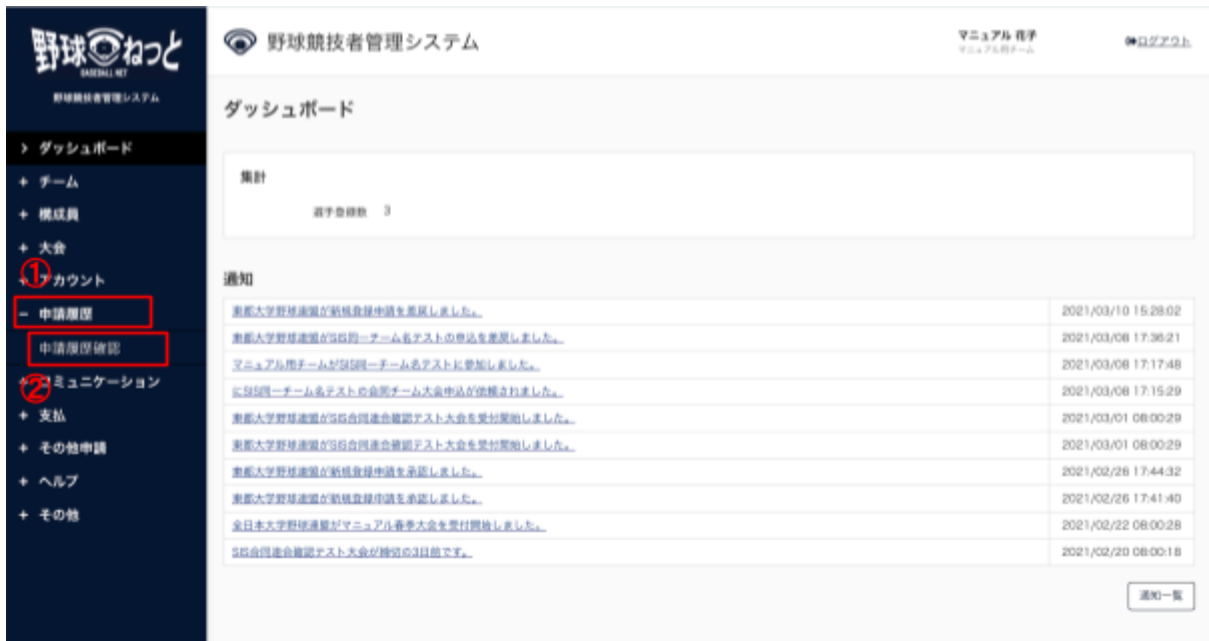 野球ねっと
BASEBALL NET
野球競技者管理システム
野球競技者管理システム
マニュアル 花子
マニュアル用チーム
ログアウト
> ダッシュボード
+ チーム
+ 構成員
+ 大会
① アカウント
- 申請履歴
申請履歴確認
② コミュニケーション
+ 支払
+ その他申請
+ ヘルプ
+ その他
ダッシュボード
集計
選手登録数 3
通知
東都大学野球連盟が新規登録申請を差戻しました。 2021/03/10 15:28:02
東都大学野球連盟がSIS同一チーム名テストの申込を差戻しました。 2021/03/08 17:36:21
マニュアル用チームがSIS同一チーム名テストに参加しました。 2021/03/08 17:17:48
にSIS同一チーム名テストの合同チーム大会申込が依頼されました。 2021/03/08 17:15:29
東都大学野球連盟がSIS合同連合確認テスト大会を受付開始しました。 2021/03/01 08:00:29
東都大学野球連盟がSIS合同連合確認テスト大会を受付開始しました。 2021/03/01 08:00:29
東都大学野球連盟が新規登録申請を承認しました。 2021/02/26 17:44:32
東都大学野球連盟が新規登録申請を承認しました。 2021/02/26 17:41:40
全日本大学野球連盟がマニュアル春季大会を受付開始しました。 2021/02/22 08:00:28
SIS合同連合確認テスト大会が締切の3日前です。 2021/02/20 08:00:18
通知一覧